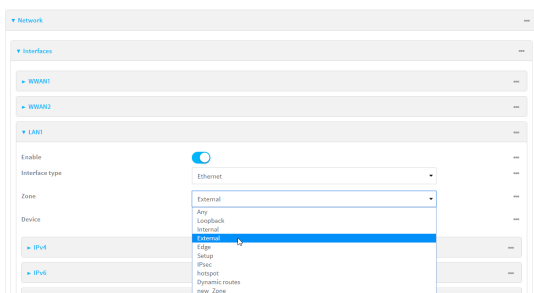 Network
Interfaces
WWAN1
WWAN2
LAN1
Enable
Interface type
Ethernet
Zone
External
Any
Loopback
Device
Internal
External
Edge
Setup
IPv4
IPsec
IPv6
hotspot
Dynamic routes
new_Zone